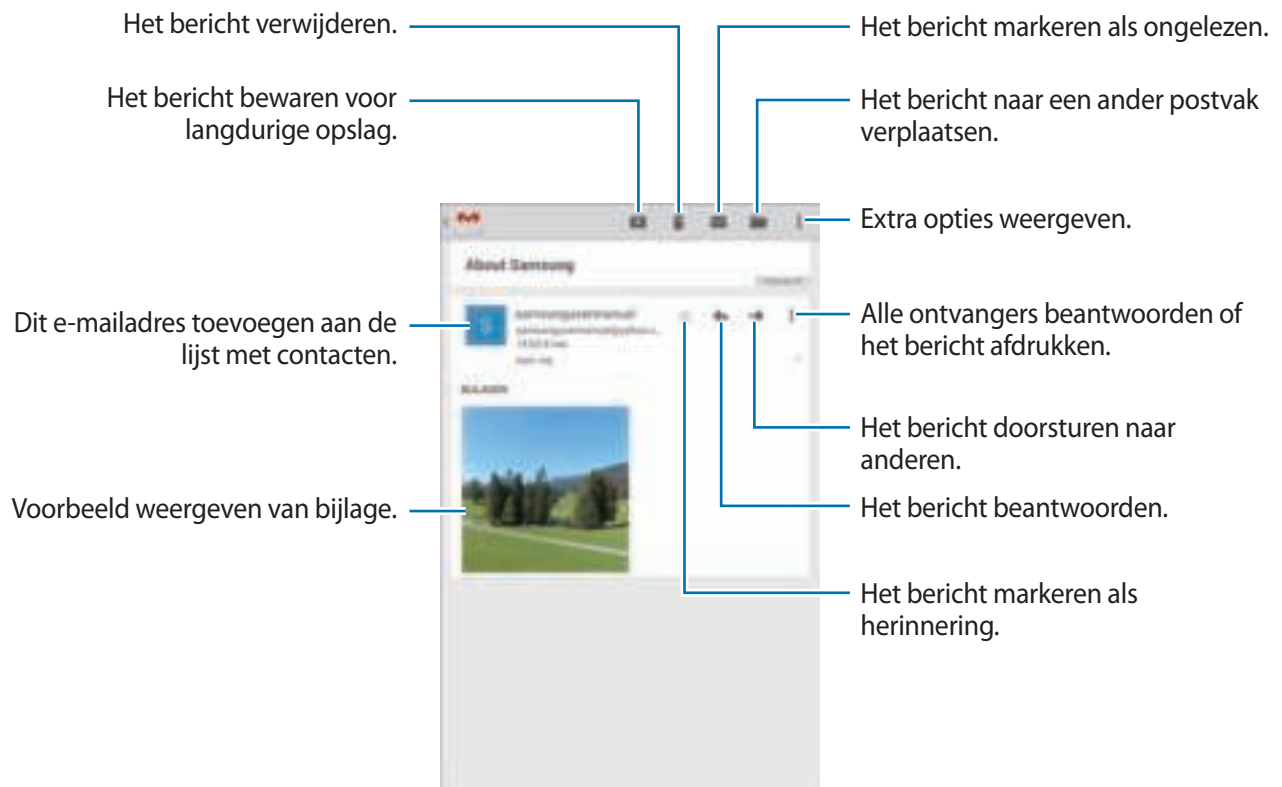 Het bericht verwijderen.
Het bericht bewaren voor
langdurige opslag.
Dit e-mailadres toevoegen aan de
lijst met contacten.
Voorbeeld weergeven van bijlage.
Het bericht markeren als ongelezen.
Het bericht naar een ander postvak
verplaatsen.
Extra opties weergeven.
Alle ontvangers beantwoorden of
het bericht afdrukken.
Het bericht doorsturen naar
anderen.
Het bericht beantwoorden.
Het bericht markeren als
herinnering.
About Samsung
S
samsungusermanual
BIJLAGEN